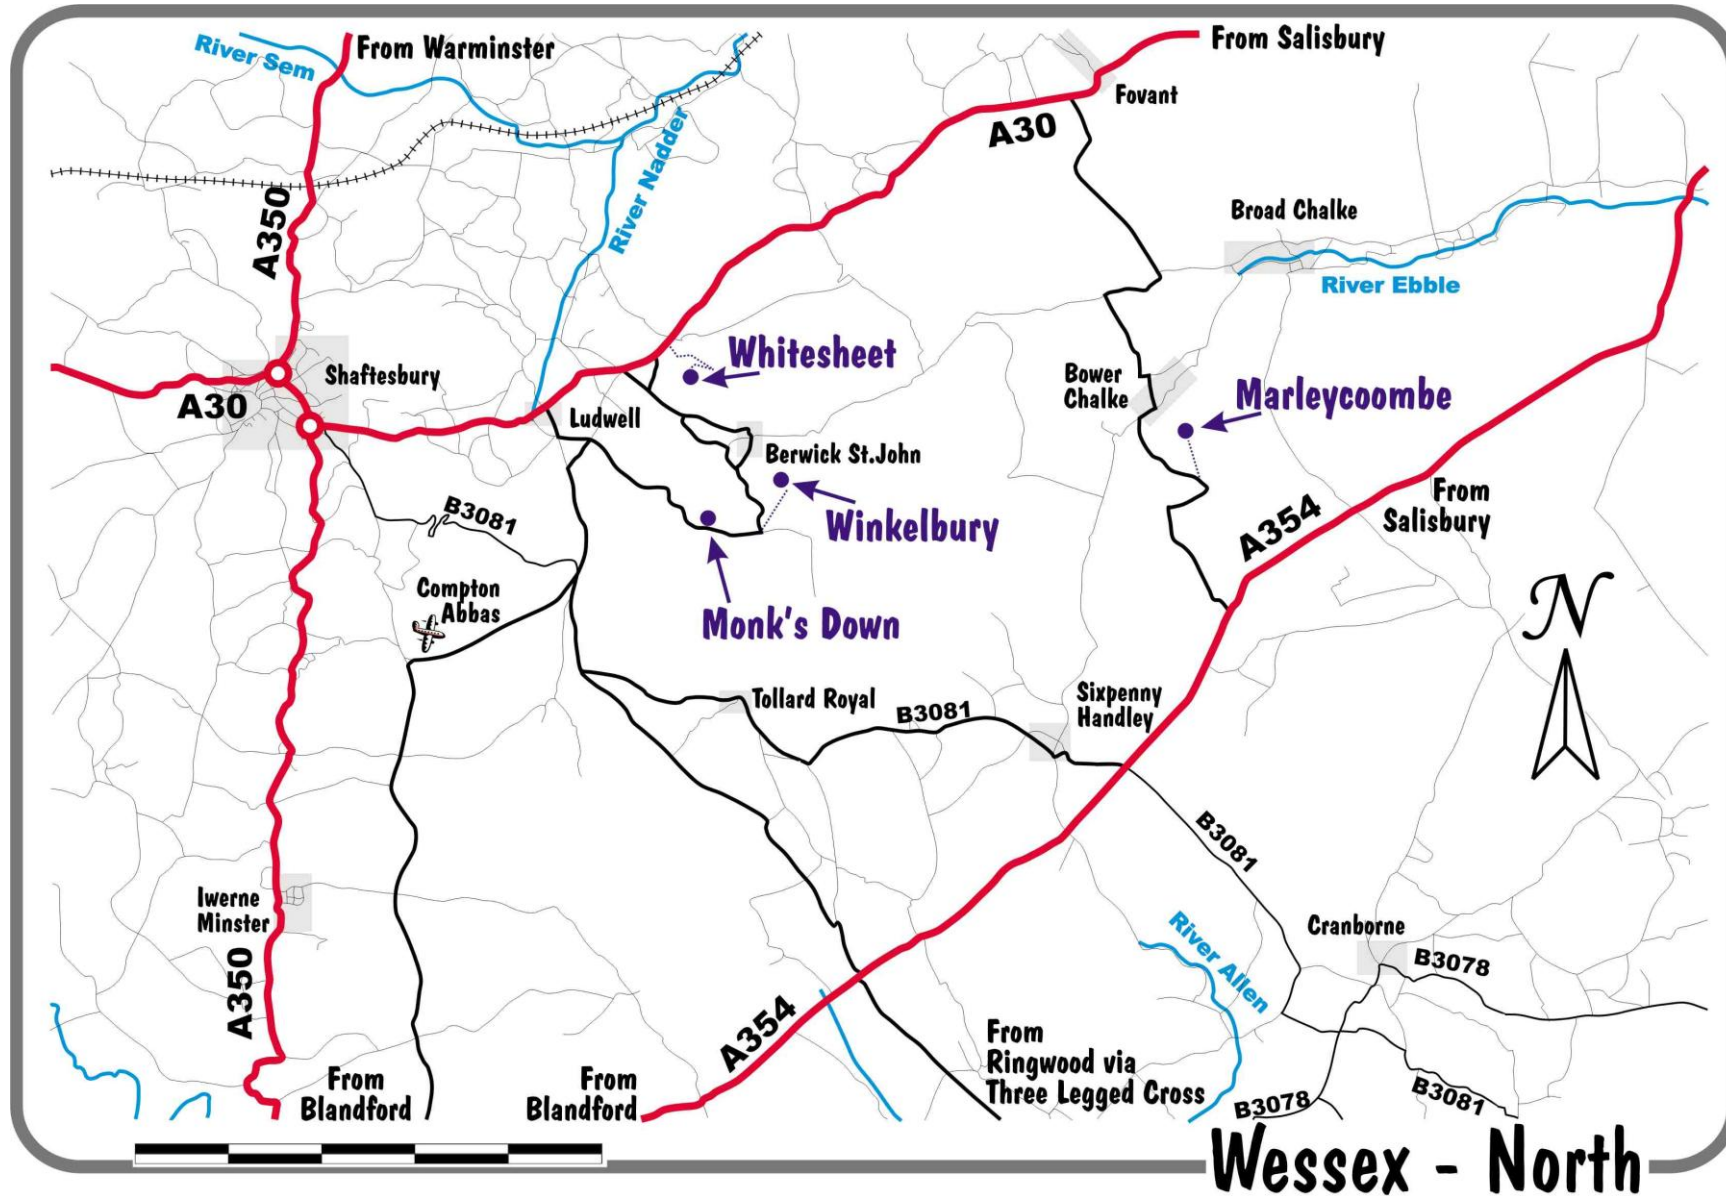 River Sem
From Warminster
From Salisbury
Fovant
A30
River Nadder
A350
Broad Chalke
River Ebble
Whitesheet
Shaftesbury
Bower
Chalke
Marleycoombe
A30
Ludwell
Berwick St.John
B3081
Winkelbury
A354
From
Salisbury
Compton
Abbas
N
Monk's Down
Tollard Royal
B3081
Sixpenny
Handley
B3081
Iwerne
Minster
Cranborne
B3078
River Allen
A350
A354
From
Ringwood via
Three Legged Cross
From
Blandford
From
Blandford
B3078
B3081
Wessex - North